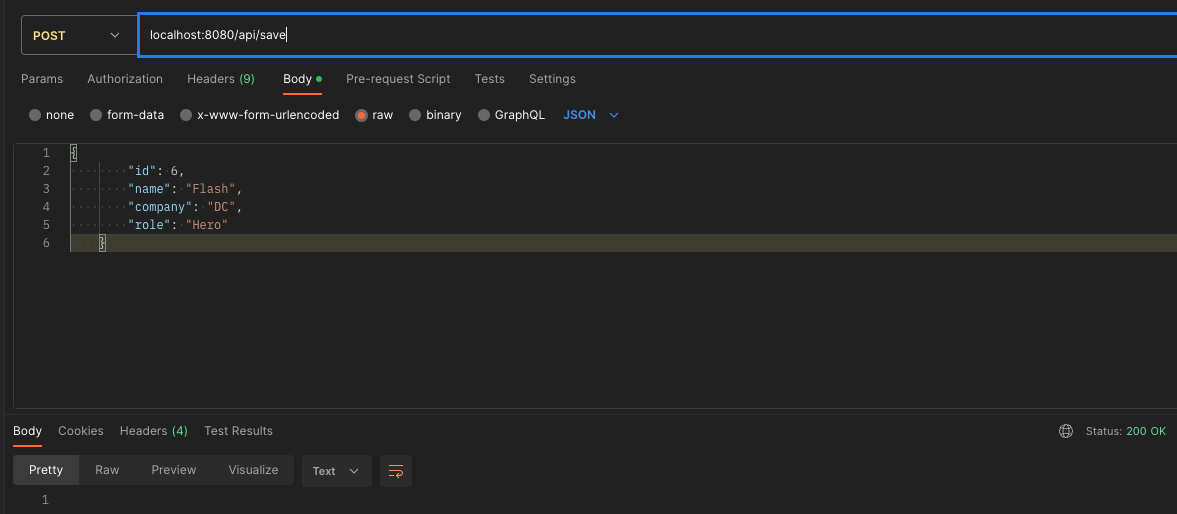 POST localhost:8080/api/save
Params Authorization Headers (9) Body Pre-request Script Tests Settings
none form-data x-www-form-urlencoded raw binary GraphQL JSON
1 {
2 "id": 6,
3 "name": "Flash",
4 "company": "DC",
5 "role": "Hero"
6 }
Body Cookies Headers (4) Test Results Status: 200 OK
Pretty Raw Preview Visualize Text
1